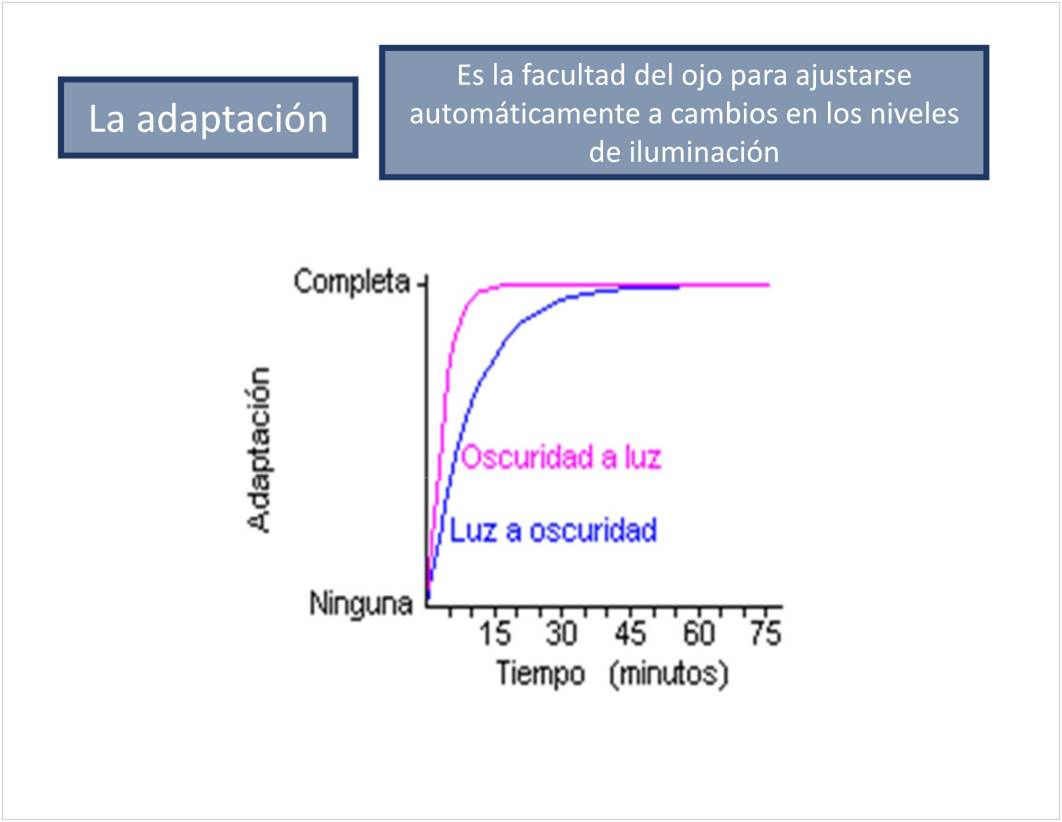 La adaptación
Es la facultad del ojo para ajustarse
automáticamente a cambios en los niveles
de iluminación
Completa
Adaptación
Oscuridad a luz
Luz a oscuridad
Ninguna
15 30 45 60 75
Tiempo (minutos)